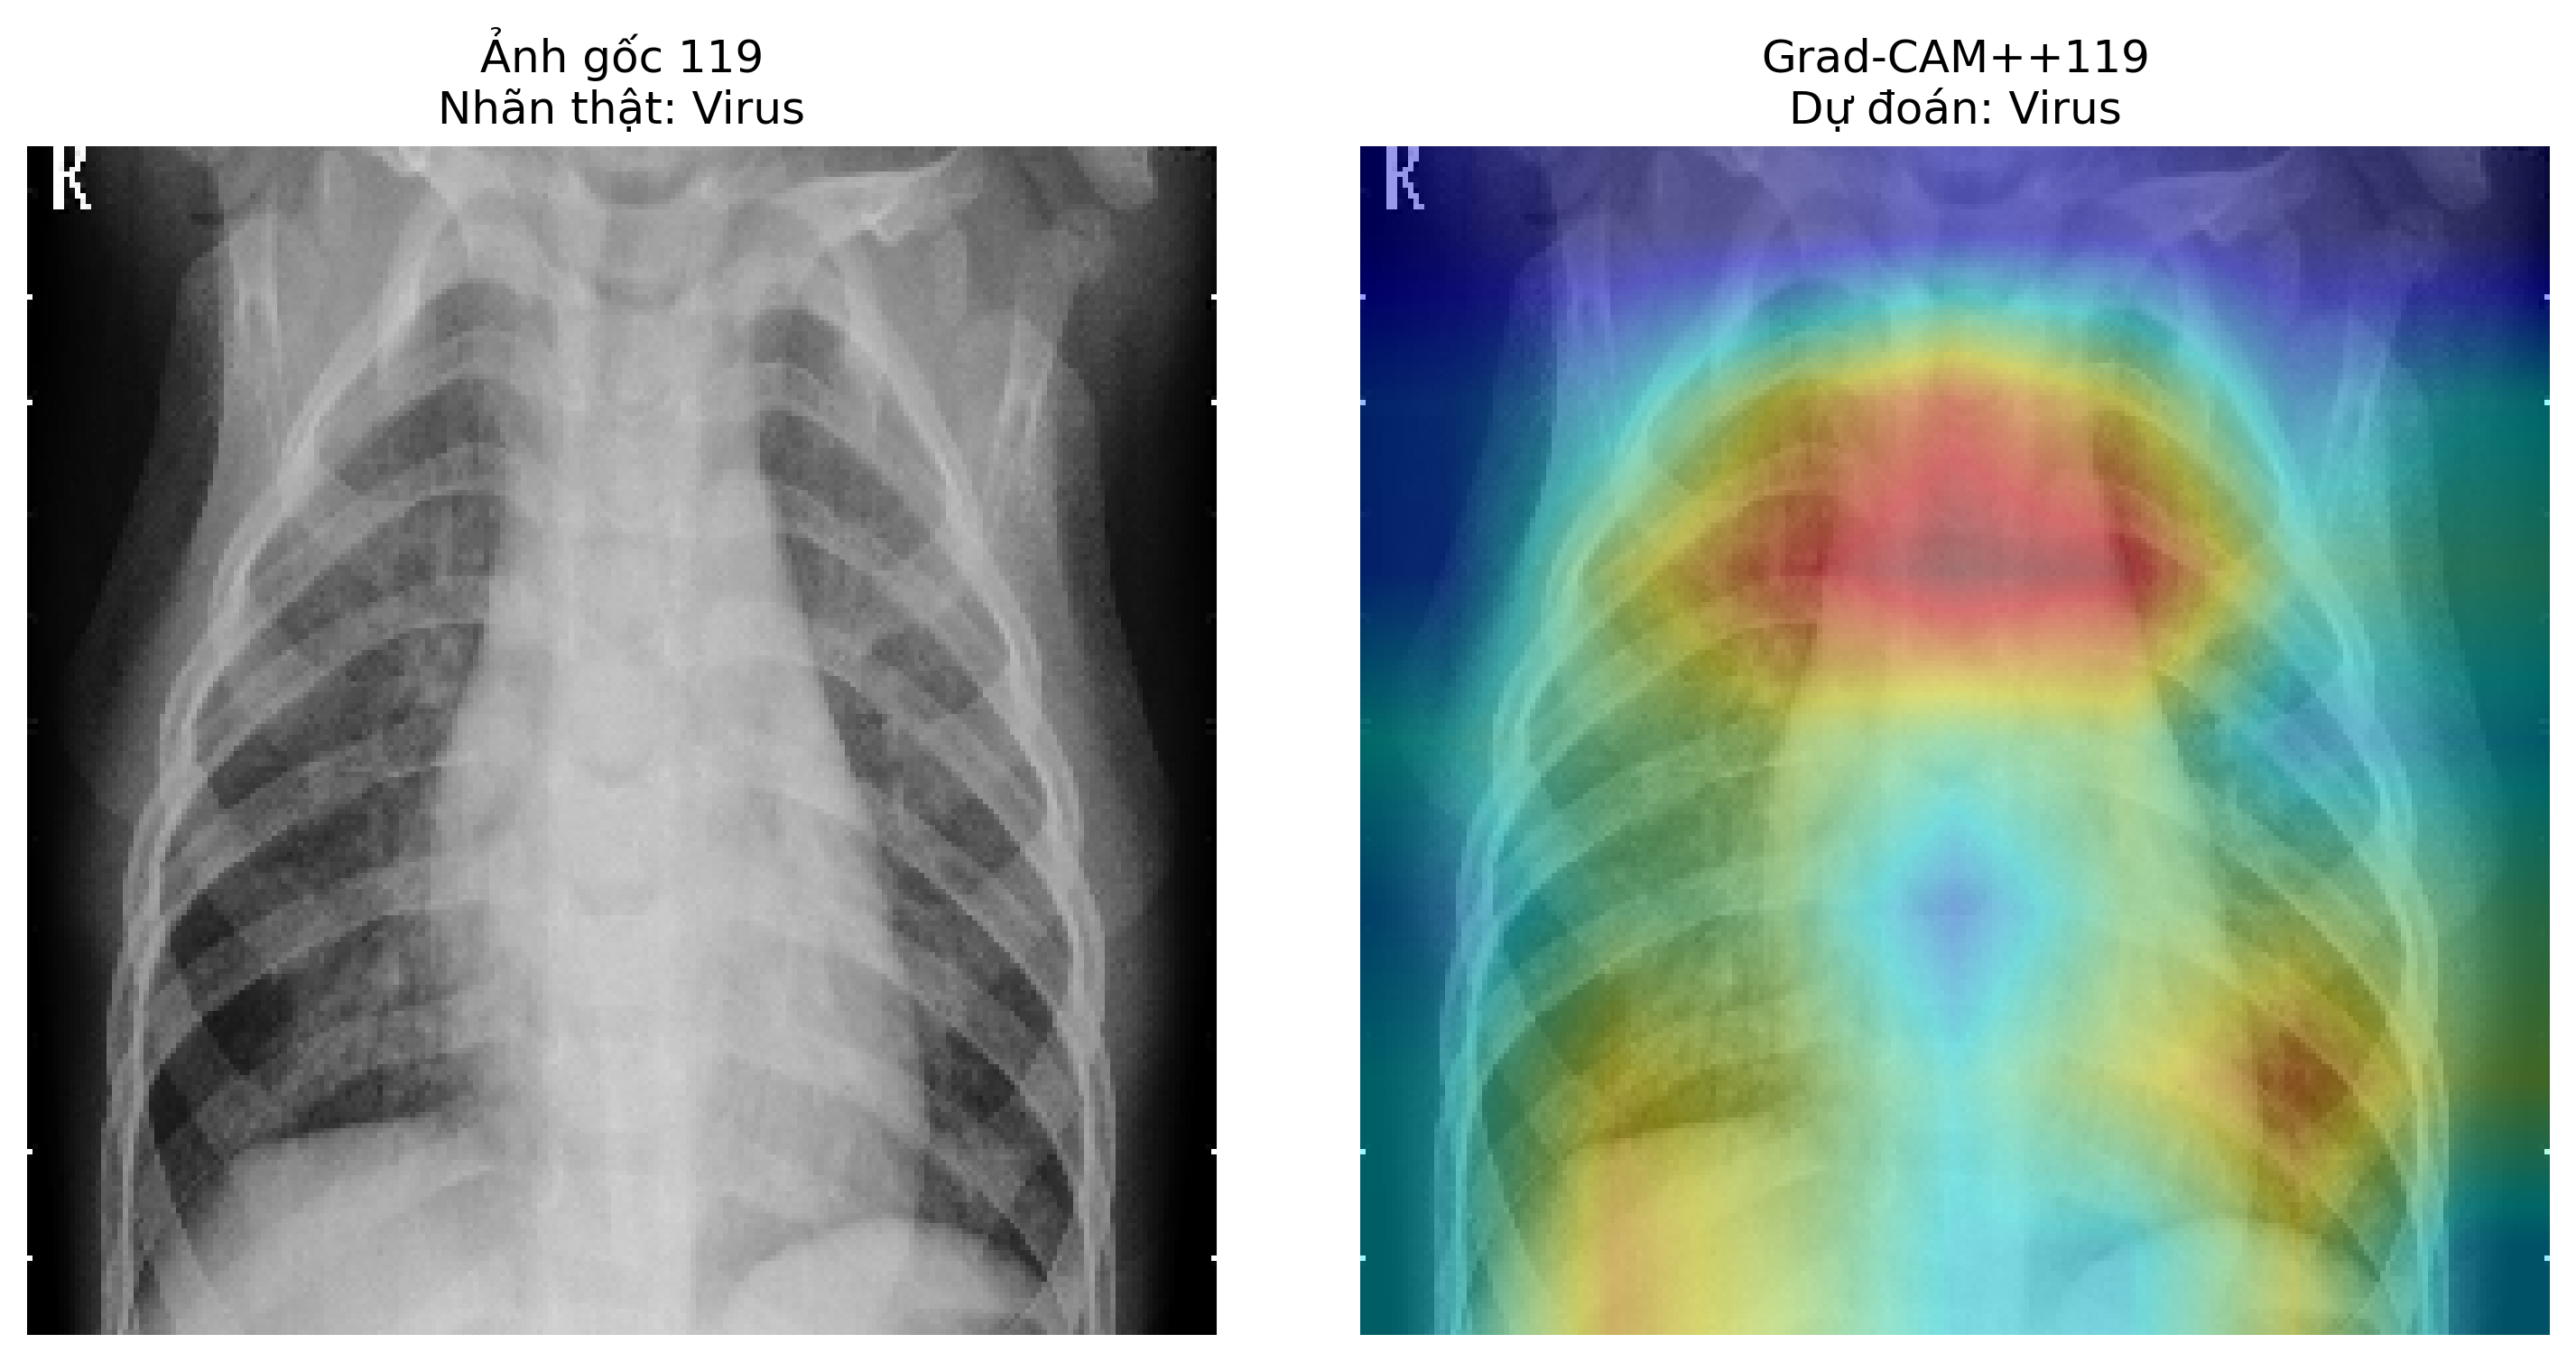 Ảnh gốc 119
Nhãn thật: Virus
Grad-CAM++119
Dự đoán: Virus
R
R